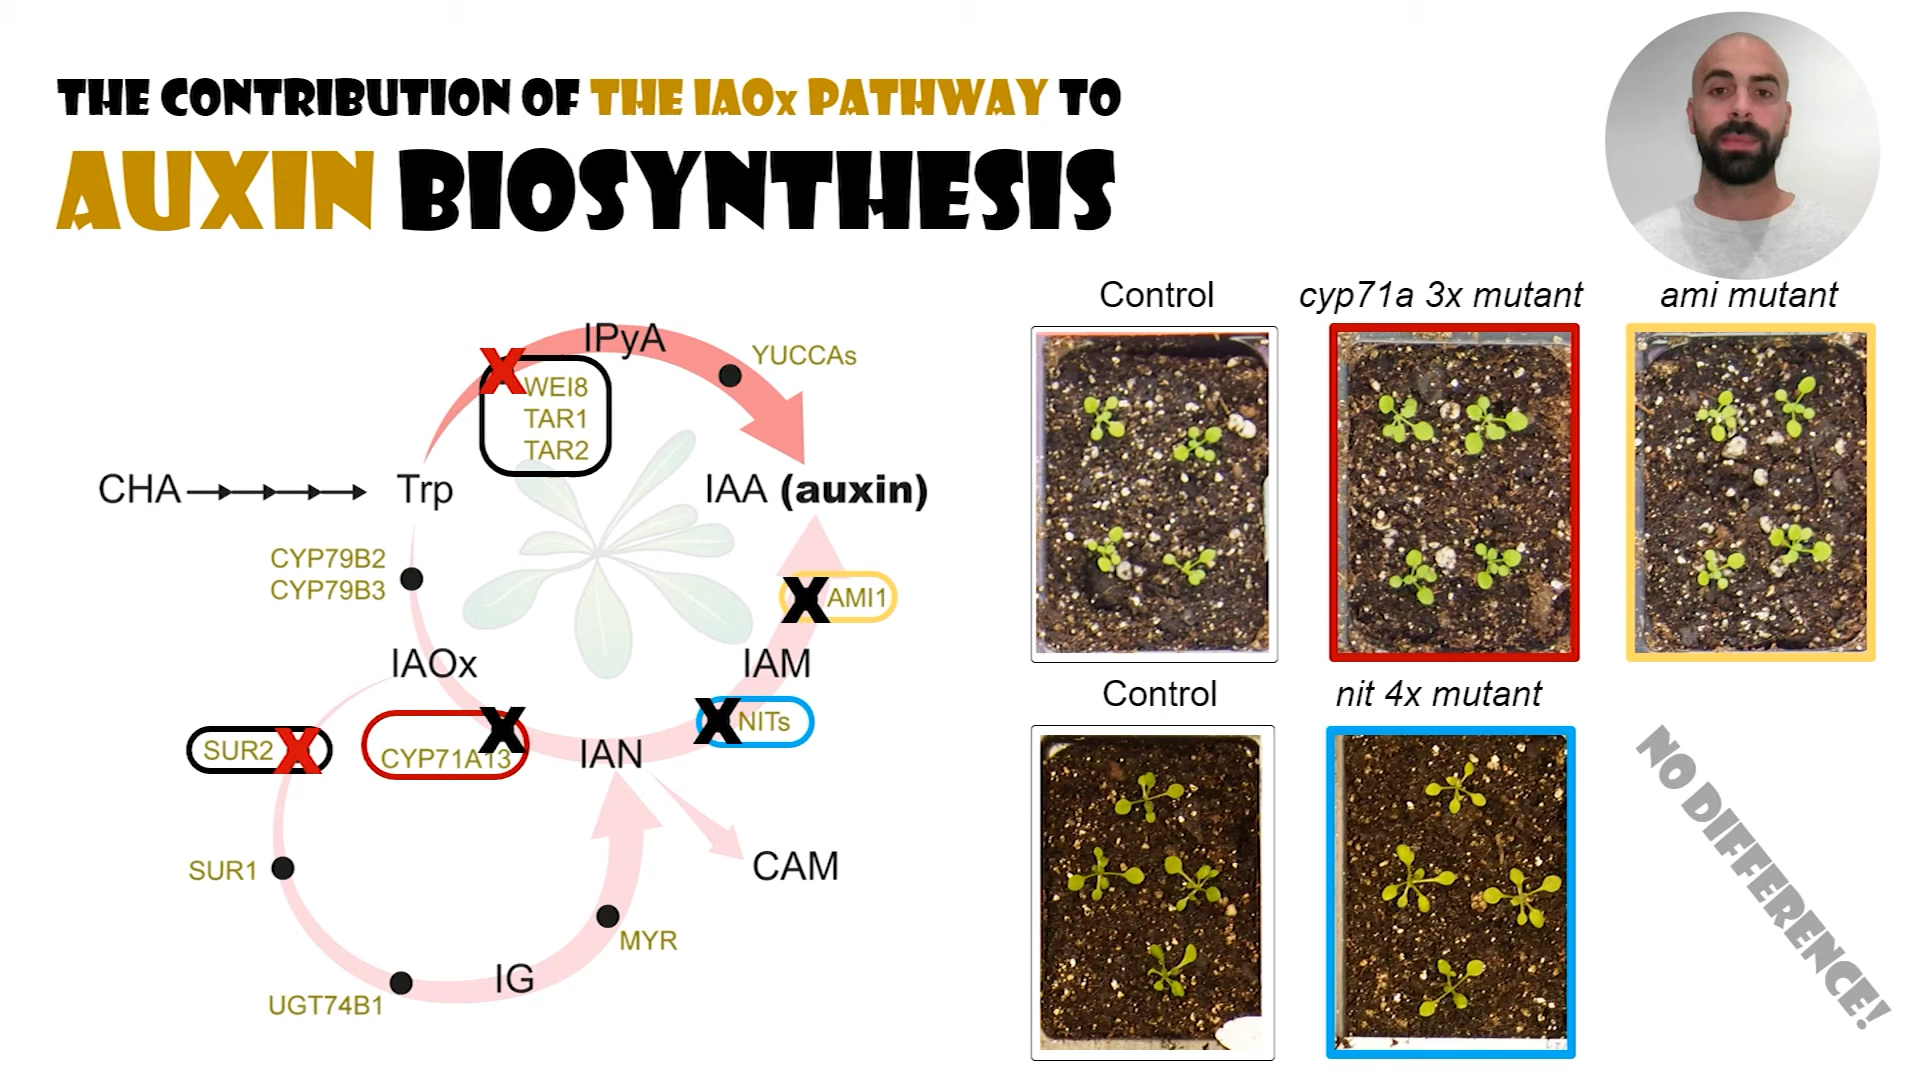 THE CONTRIBUTION OF THE IAOx PATHWAY TO
AUXIN BIOSYNTHESIS
IPyA
YUCCAs
X
WEI8
TAR1
TAR2
CHA
Trp
IAA (auxin)
CYP79B2
CYP79B3
X AMI1
IAOx
IAM
SUR2 X
CYP71A13 X
IAN
X NITs
SUR1
CAM
MYR
IG
UGT74B1
Control
cyp71a 3x mutant
ami mutant
Control
nit 4x mutant
NO DIFFERENCE!